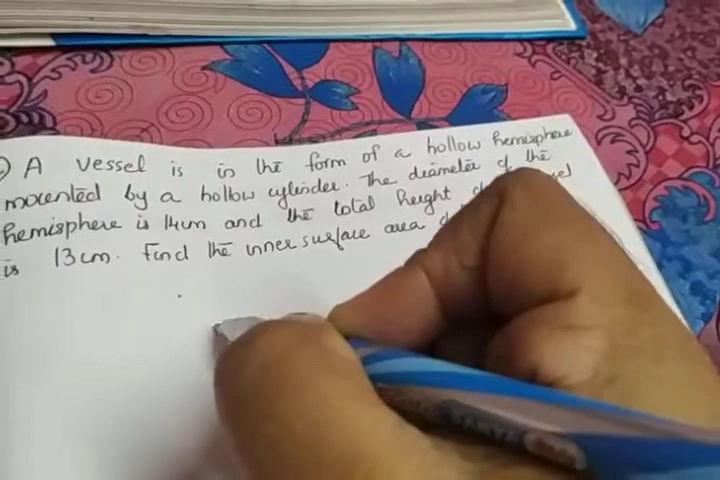 A vessel is in the form of a hollow hemisphere
mounted by a hollow cylinder. The diameter of the
hemisphere is 14cm and the total height
is 13cm. Find the inner surface area